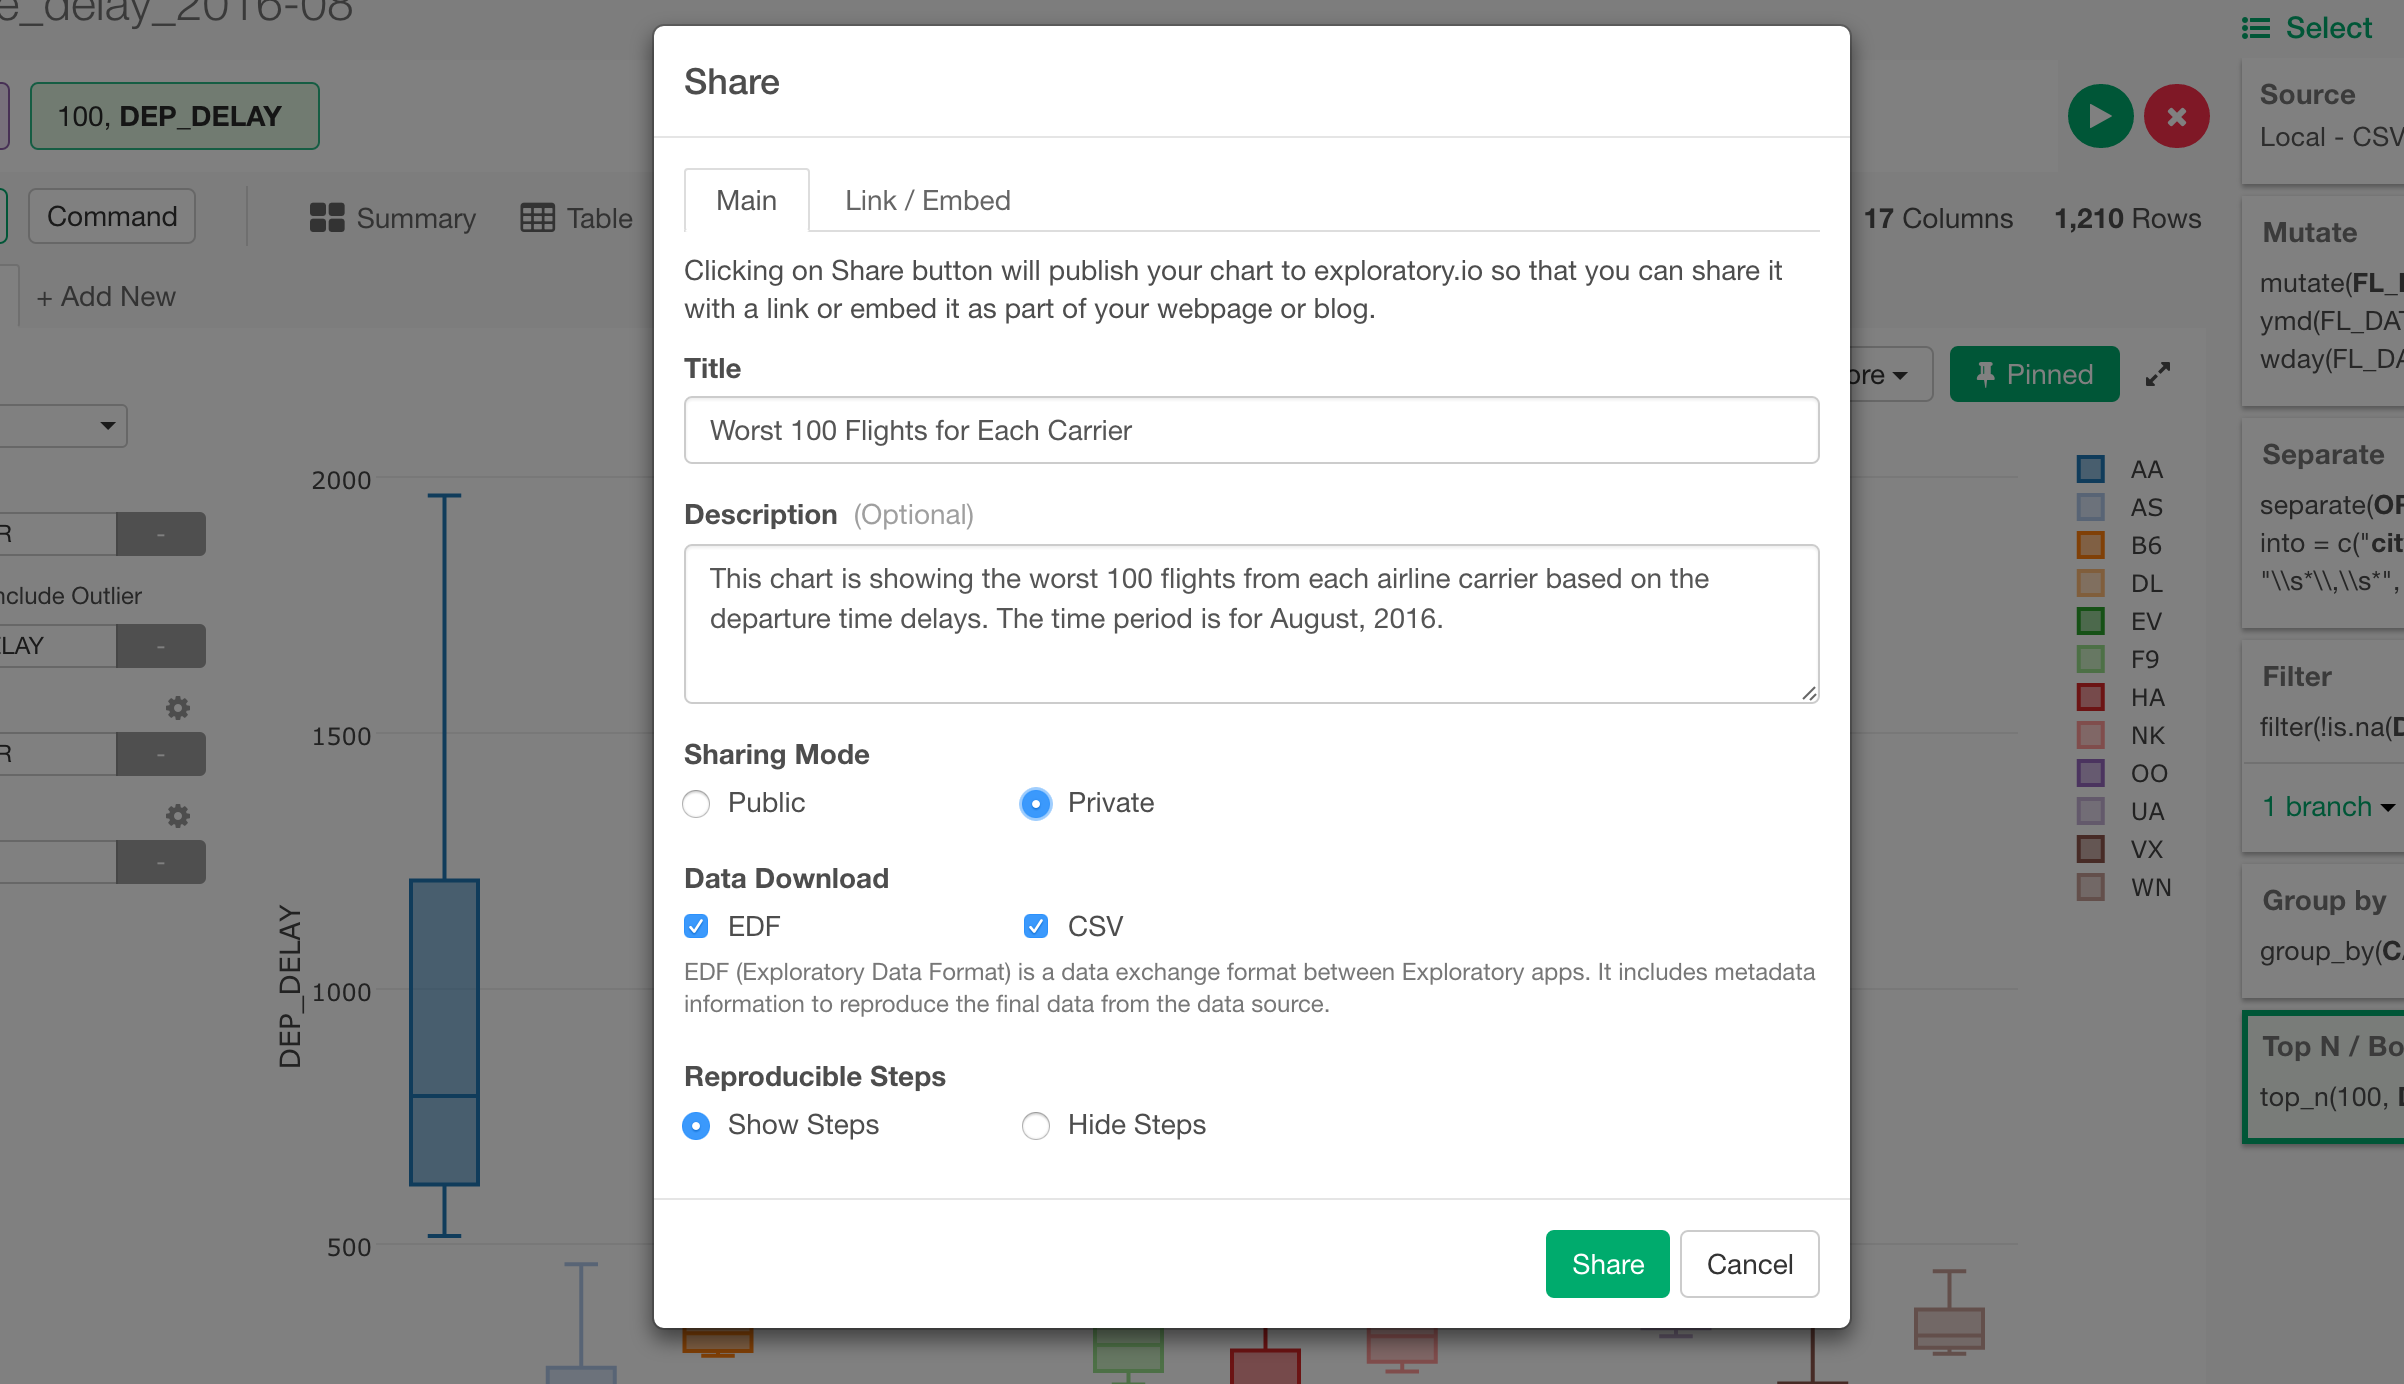 e_delay_2016-08
Select
100, DEP_DELAY
Command
Summary
Table
17 Columns
1,210 Rows
+ Add New
Pinned
R
nclude Outlier
LAY
R
2000
1500
1000
500
DEP_DELAY
Share
Main
Link / Embed
Clicking on Share button will publish your chart to exploratory.io so that you can share it
with a link or embed it as part of your webpage or blog.
Title
Worst 100 Flights for Each Carrier
Description (Optional)
This chart is showing the worst 100 flights from each airline carrier based on the
departure time delays. The time period is for August, 2016.
Sharing Mode
Public
Private
Data Download
EDF
CSV
EDF (Exploratory Data Format) is a data exchange format between Exploratory apps. It includes metadata
information to reproduce the final data from the data source.
Reproducible Steps
Show Steps
Hide Steps
Share
Cancel
AA
AS
B6
DL
EV
F9
HA
NK
OO
UA
VX
WN
Source
Local - CSV
Mutate
mutate(FL_
ymd(FL_DAT
wday(FL_DA
Separate
separate(OR
into = c("cit
"\\s*\\,\\s*",
Filter
filter(!is.na(D
1 branch
Group by
group_by(CA
Top N / Bo
top_n(100, D